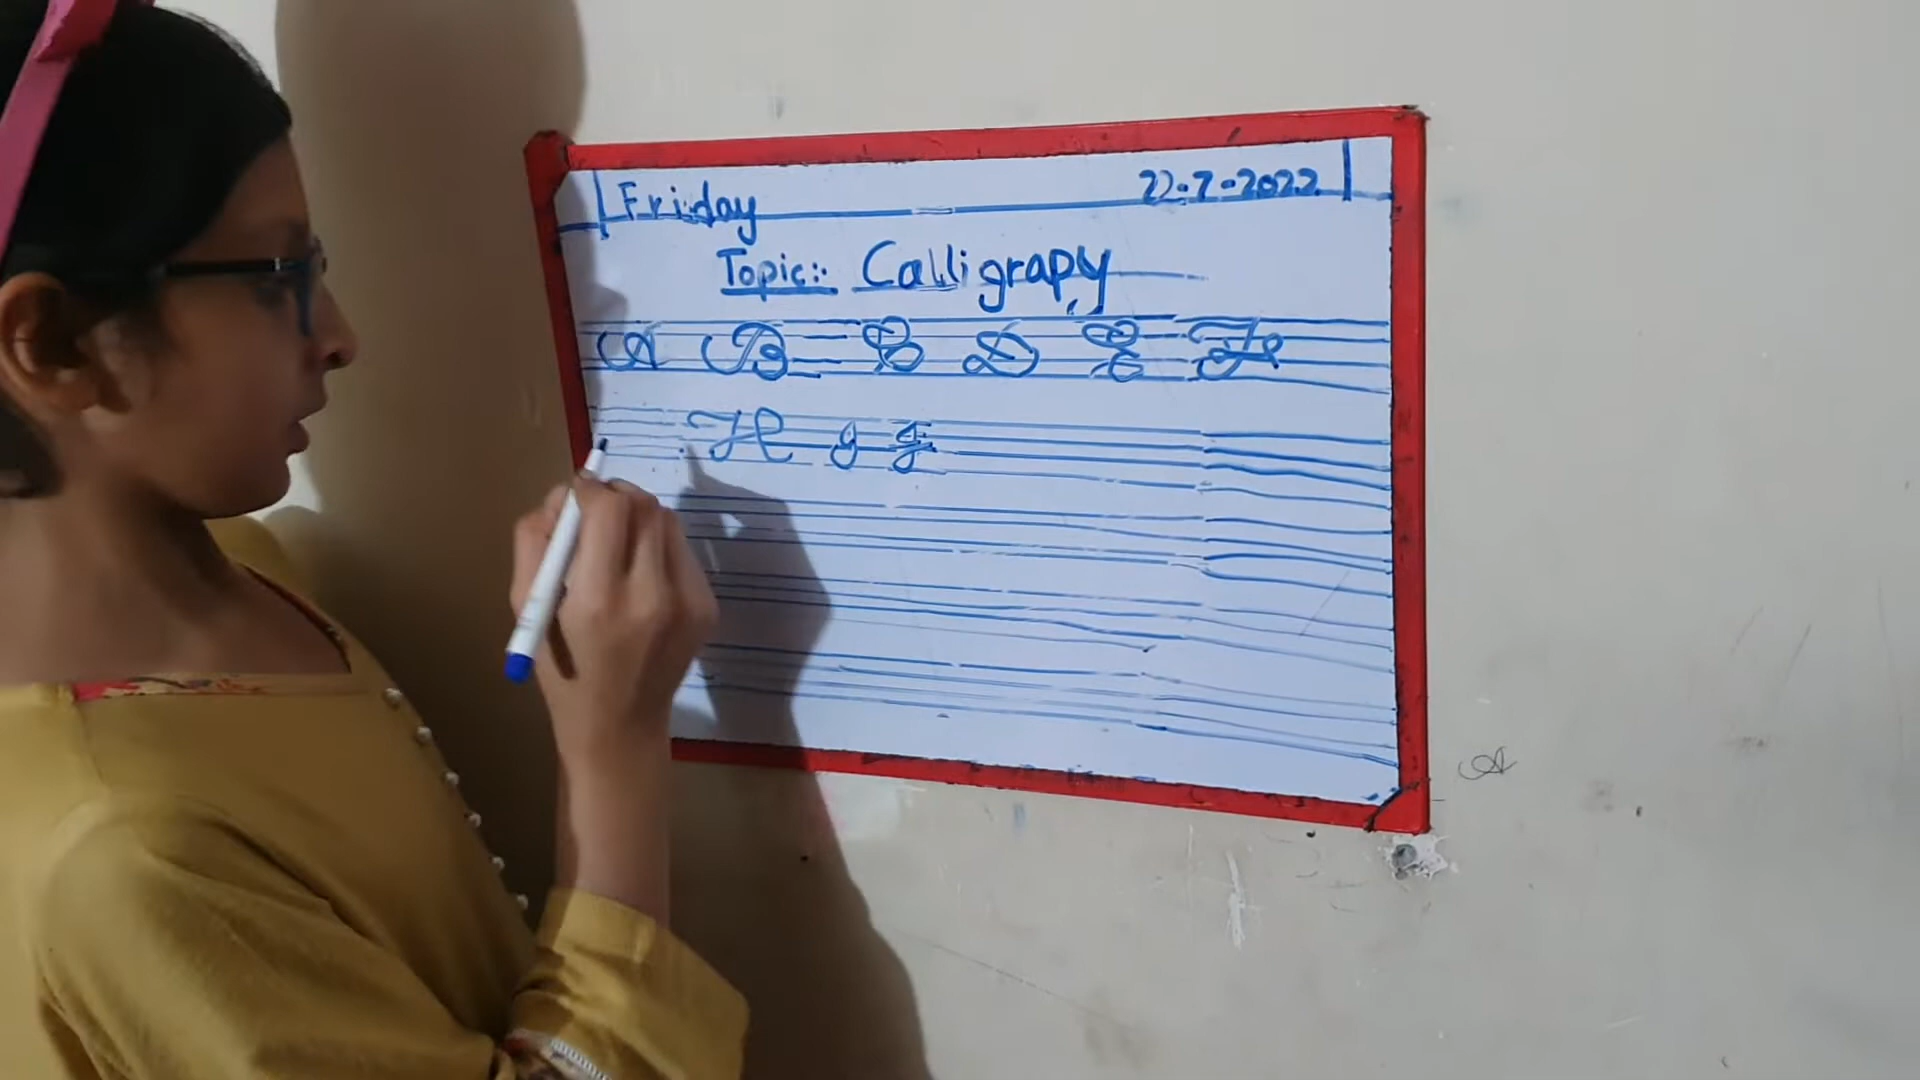 Friday 22-7-2022
Topic:- Calligrapy
A B C D E F
H I J
A